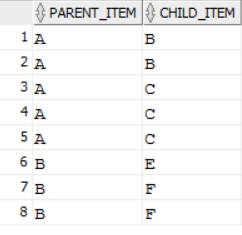 PARENT_ITEM CHILD_ITEM
1 A B
2 A B
3 A C
4 A C
5 A C
6 B E
7 B F
8 B F